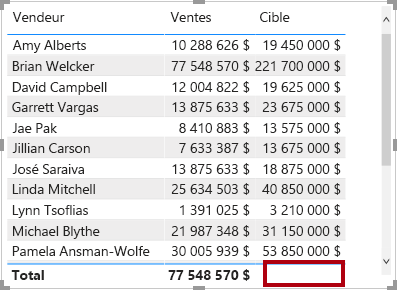 Vendeur Ventes Cible
Amy Alberts 10 288 626 $ 19 450 000 $
Brian Welcker 77 548 570 $ 221 700 000 $
David Campbell 12 004 822 $ 19 625 000 $
Garrett Vargas 13 875 633 $ 23 675 000 $
Jae Pak 8 410 883 $ 13 575 000 $
Jillian Carson 7 633 387 $ 13 675 000 $
José Saraiva 13 875 633 $ 18 875 000 $
Linda Mitchell 25 634 503 $ 40 850 000 $
Lynn Tsoflias 1 391 025 $ 3 210 000 $
Michael Blythe 21 987 348 $ 31 150 000 $
Pamela Ansman-Wolfe 30 005 939 $ 53 850 000 $
Total 77 548 570 $